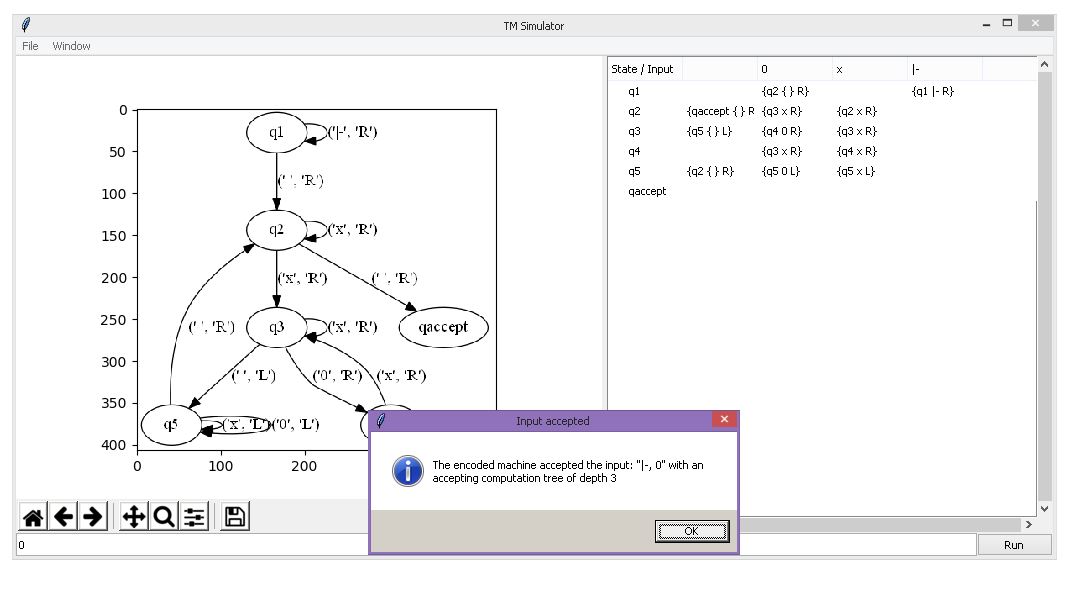 TM Simulator
File Window
State / Input 0 x |-
q1 {q2 { } R} {q1 |- R}
q2 {qaccept { } R {q3 x R} {q2 x R}
q3 {q5 { } L} {q4 0 R} {q3 x R}
q4 {q3 x R} {q4 x R}
q5 {q2 { } R} {q5 0 L} {q5 x L}
qaccept
0
50
100
150
200
250
300
350
400
0 100 200
q1 ('|-', 'R')
(' ', 'R')
q2 ('x', 'R')
('x', 'R') (' ', 'R')
(' ', 'R') q3 ('x', 'R') qaccept
(' ', 'L') ('0', 'R') ('x', 'R')
q5 ('x', 'L') ('0', 'L')
Input accepted
The encoded machine accepted the input: "|-, 0" with an
accepting computation tree of depth 3
OK
0
Run